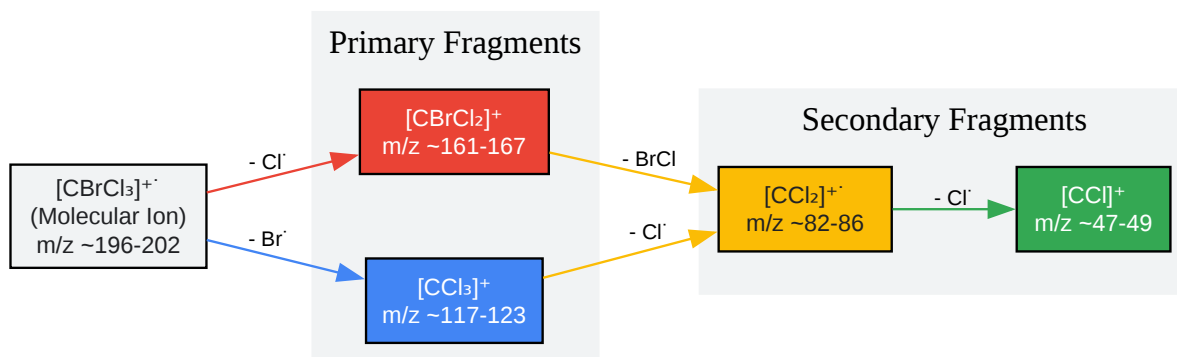 Primary Fragments
[CBrCl₂]⁺
m/z ~161-167
Secondary Fragments
- Cl˙
- BrCl
[CBrCl₃]⁺˙
(Molecular Ion)
m/z ~196-202
[CCl₂]⁺˙
m/z ~82-86
- Cl˙
[CCl]⁺
m/z ~47-49
- Br˙
- Cl˙
[CCl₃]⁺
m/z ~117-123